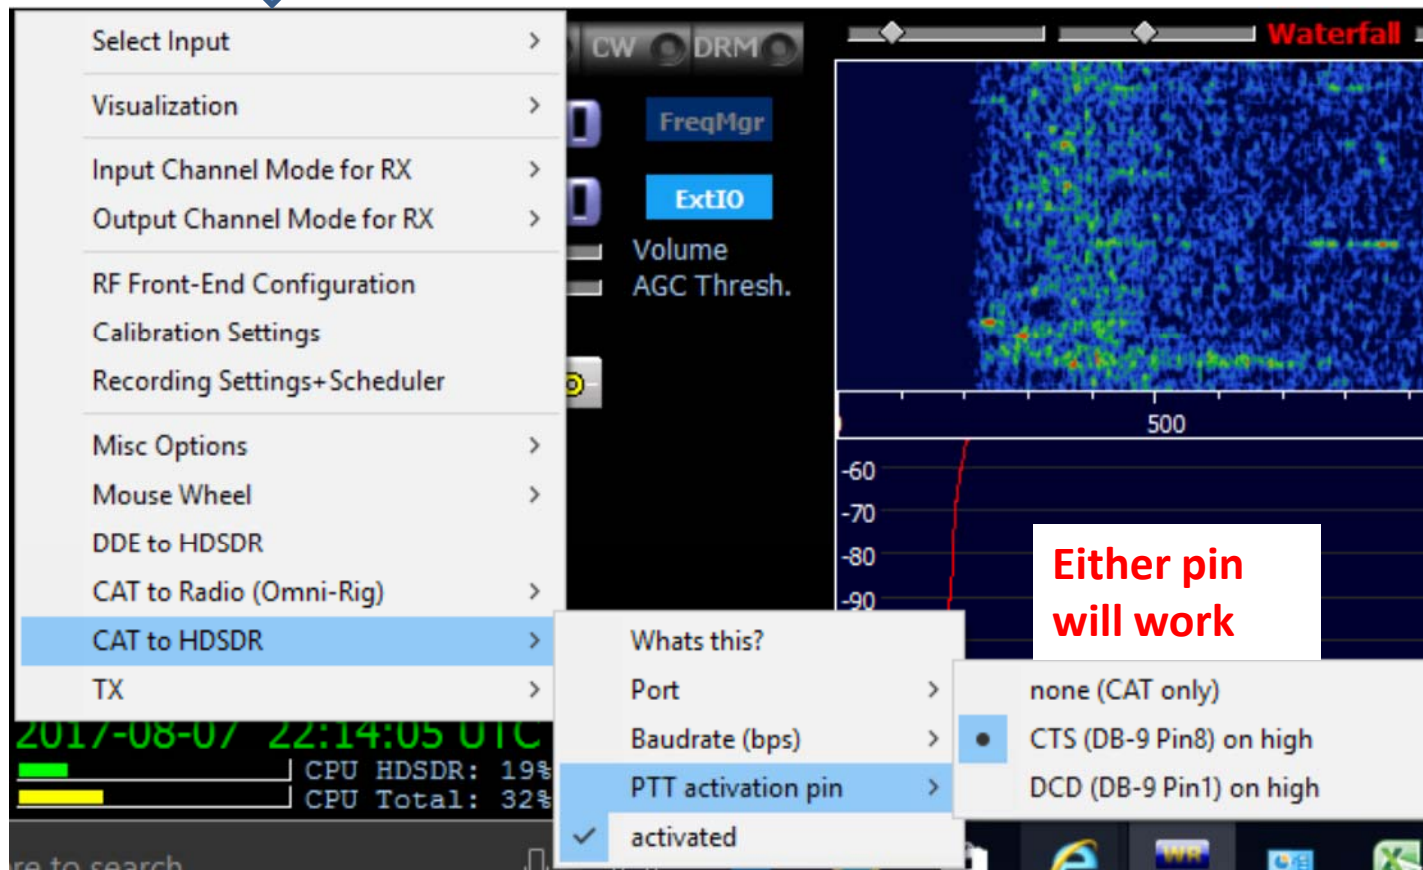 Select Input
Visualization
Input Channel Mode for RX
Output Channel Mode for RX
RF Front-End Configuration
Calibration Settings
Recording Settings+Scheduler
Misc Options
Mouse Wheel
DDE to HDSDR
CAT to Radio (Omni-Rig)
CAT to HDSDR
TX
CW DRM
FreqMgr
ExtIO
Volume
AGC Thresh.
Waterfall
500
-60
-70
-80
-90
Either pin
will work
Whats this?
Port
Baudrate (bps)
PTT activation pin
activated
none (CAT only)
CTS (DB-9 Pin8) on high
DCD (DB-9 Pin1) on high
2017-08-07 22:14:05 UTC
CPU HDSDR: 19%
CPU Total: 32%
to search
WR